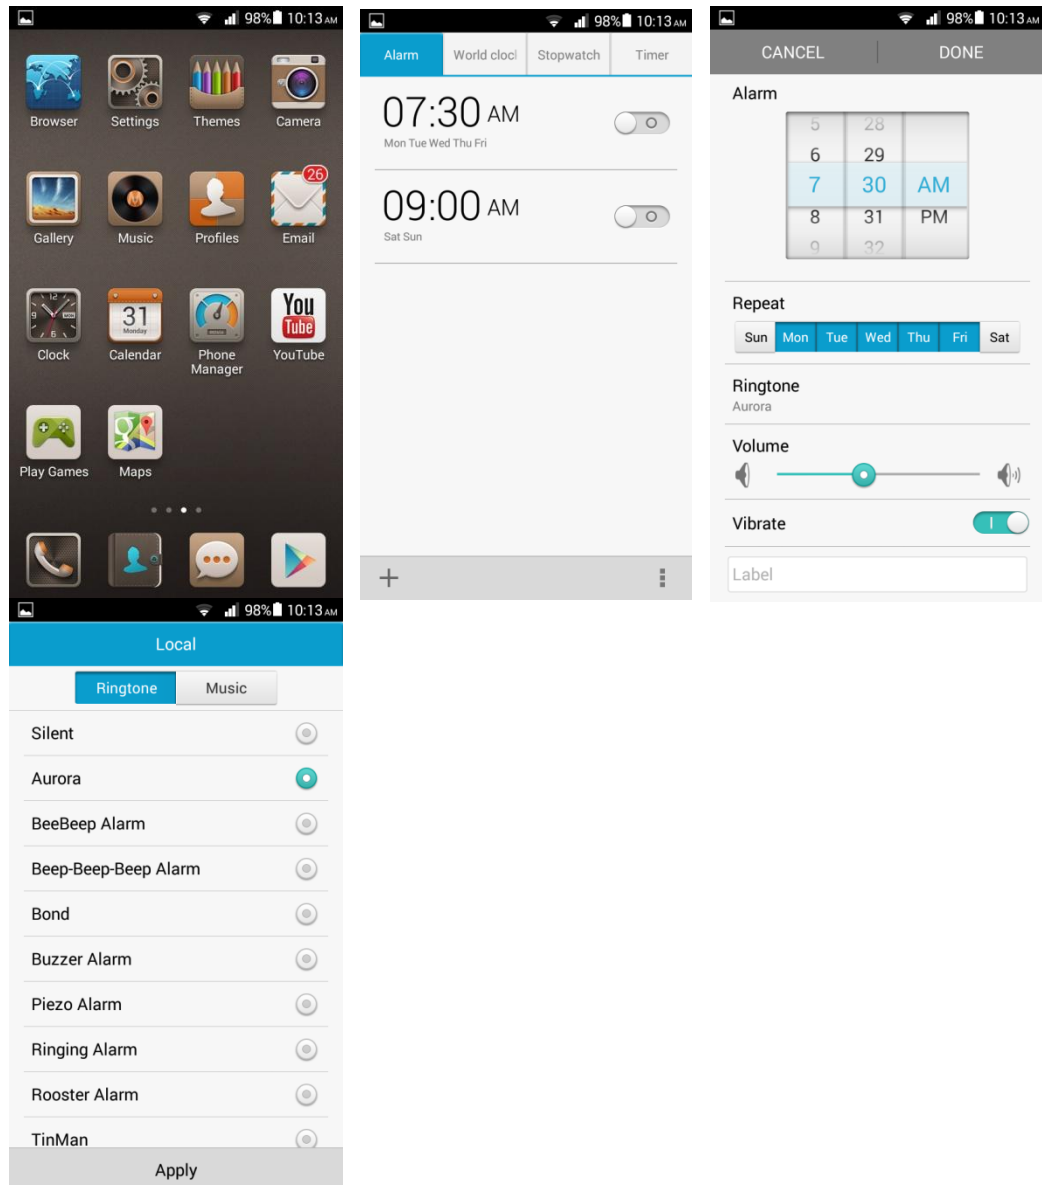 98% 10:13 AM
Browser Settings Themes Camera
26
Gallery Music Profiles Email
31
Monday
You
Tube
Clock Calendar Phone Manager YouTube
Play Games Maps
98% 10:13 AM
Alarm World cloc Stopwatch Timer
07:30 AM
Mon Tue Wed Thu Fri
09:00 AM
Sat Sun
98% 10:13 AM
CANCEL DONE
Alarm
5 28
6 29
7 30 AM
8 31 PM
9 32
Repeat
Sun Mon Tue Wed Thu Fri Sat
Ringtone
Aurora
Volume
Vibrate
Label
98% 10:13 AM
Local
Ringtone Music
Silent
Aurora
BeeBeep Alarm
Beep-Beep-Beep Alarm
Bond
Buzzer Alarm
Piezo Alarm
Ringing Alarm
Rooster Alarm
TinMan
Apply